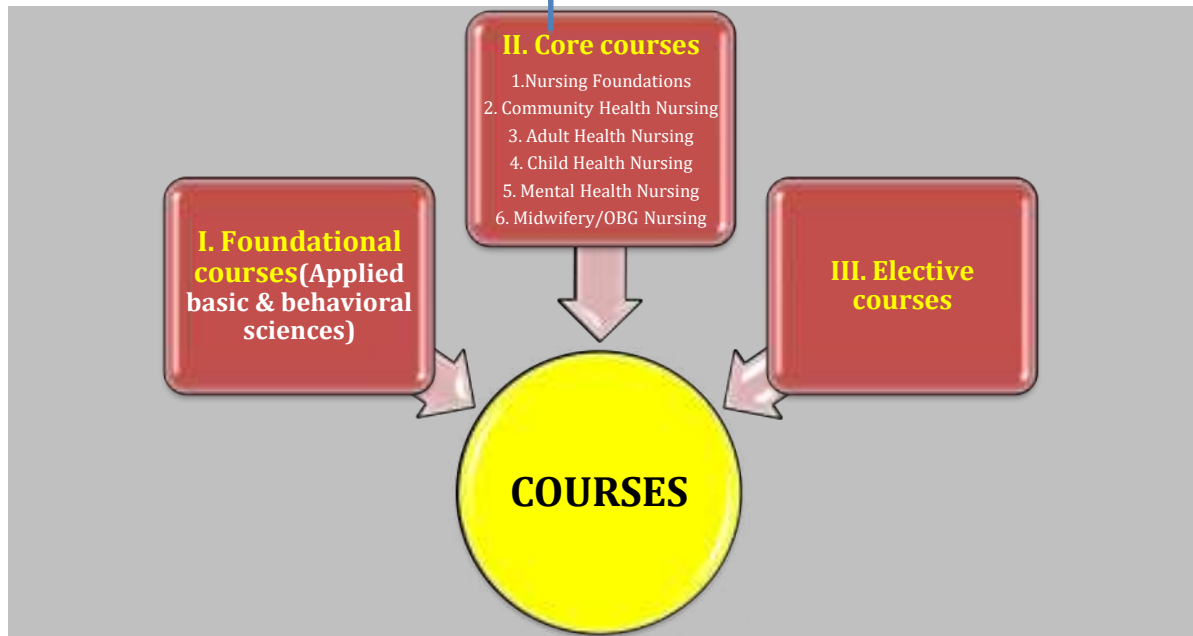 II. Core courses
1.Nursing Foundations
2. Community Health Nursing
3. Adult Health Nursing
4. Child Health Nursing
5. Mental Health Nursing
6. Midwifery/OBG Nursing
I. Foundational
courses(Applied
basic & behavioral
sciences)
III. Elective
courses
COURSES